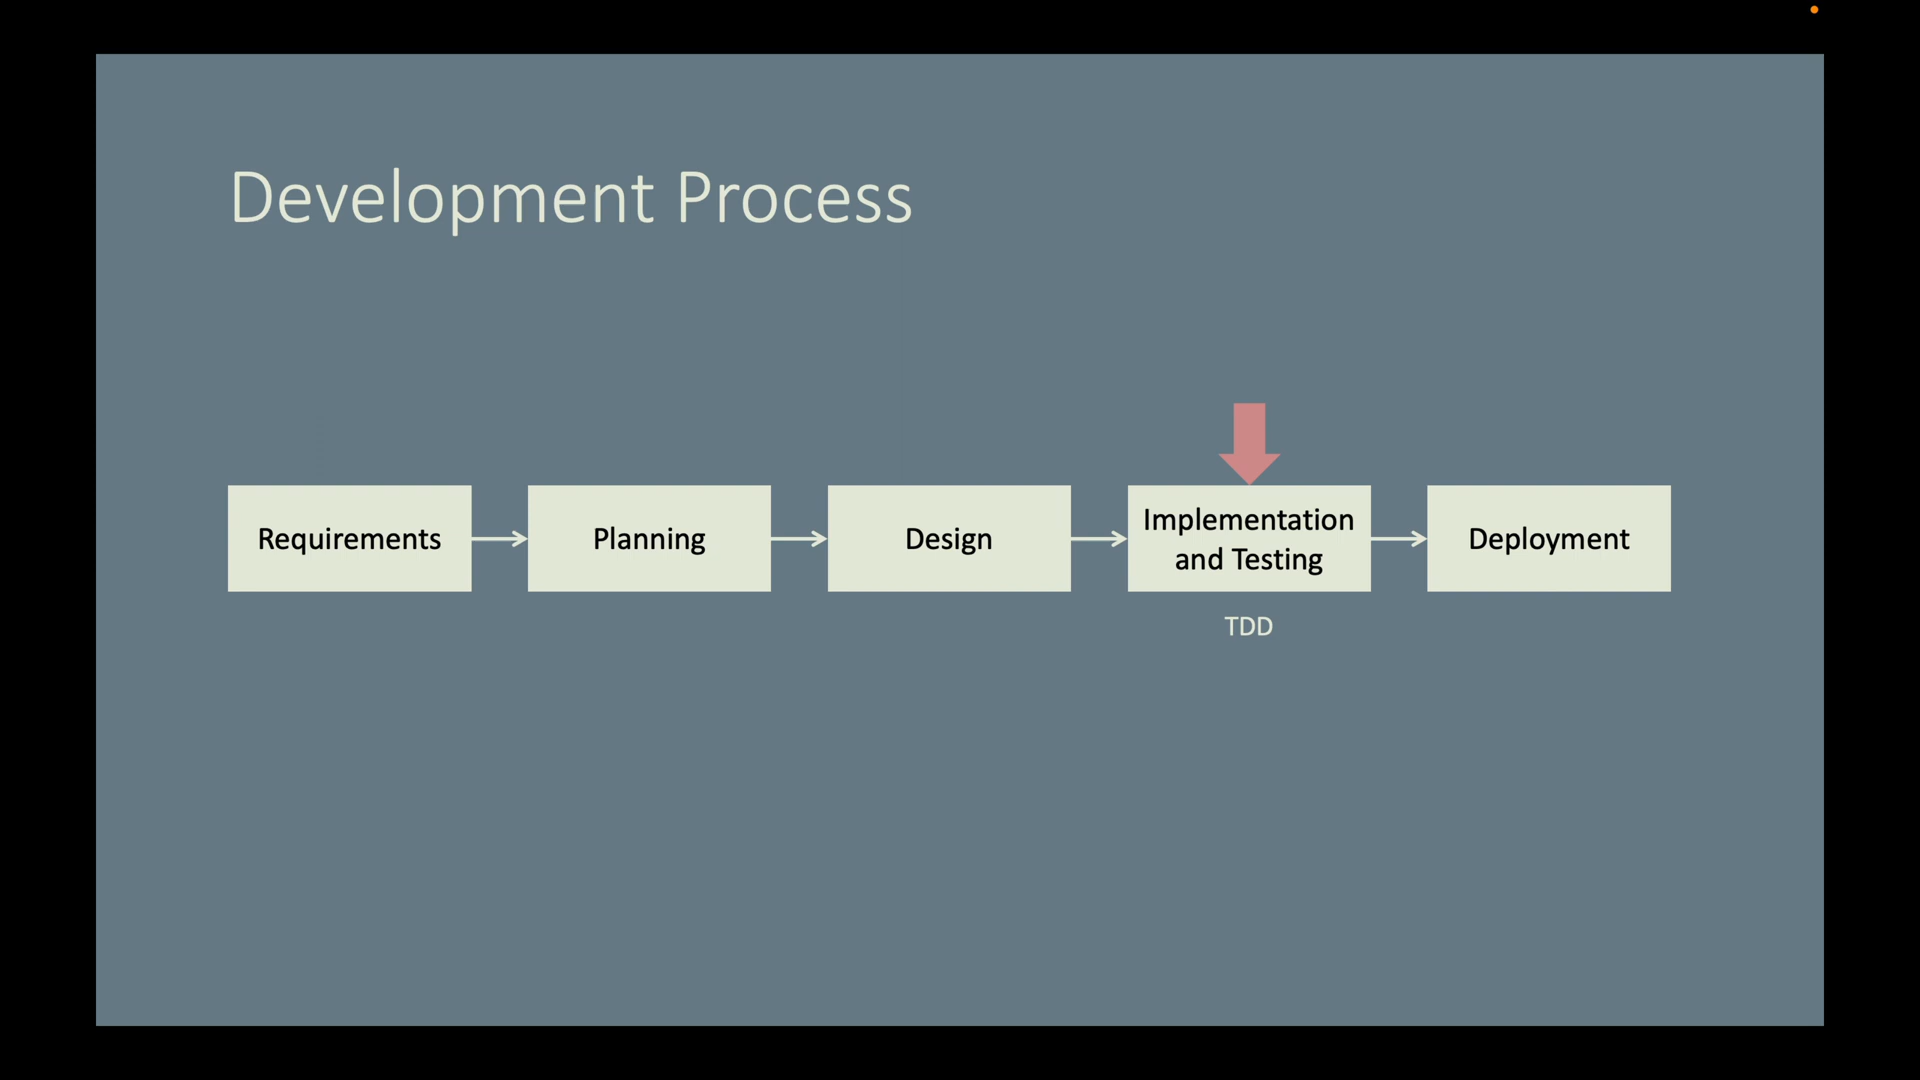 Development Process
Requirements
Planning
Design
Implementation
and Testing
Deployment
TDD